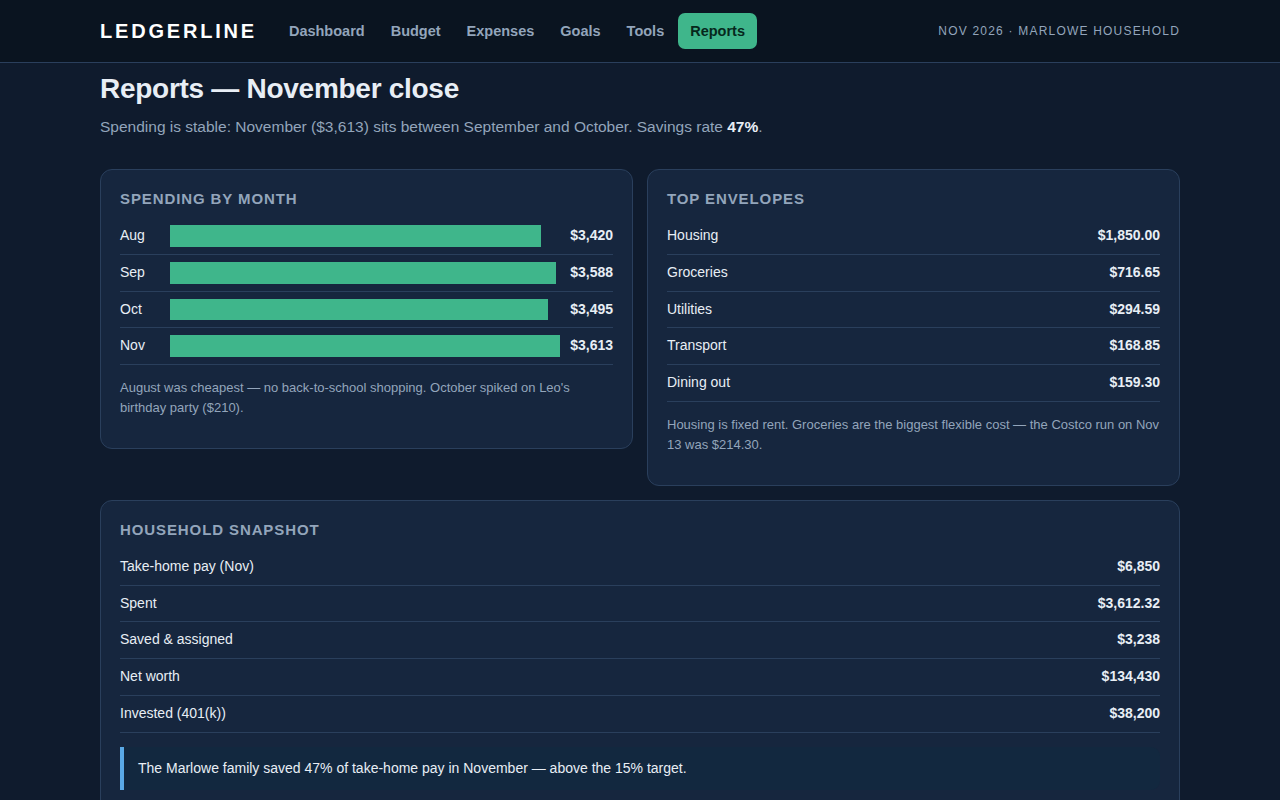 LEDGERLINE Dashboard Budget Expenses Goals Tools Reports NOV 2026 · MARLOWE HOUSEHOLD
Reports — November close
Spending is stable: November ($3,613) sits between September and October. Savings rate 47%.
SPENDING BY MONTH
Aug $3,420
Sep $3,588
Oct $3,495
Nov $3,613
August was cheapest — no back-to-school shopping. October spiked on Leo's
birthday party ($210).
TOP ENVELOPES
Housing $1,850.00
Groceries $716.65
Utilities $294.59
Transport $168.85
Dining out $159.30
Housing is fixed rent. Groceries are the biggest flexible cost — the Costco run on Nov
13 was $214.30.
HOUSEHOLD SNAPSHOT
Take-home pay (Nov) $6,850
Spent $3,612.32
Saved & assigned $3,238
Net worth $134,430
Invested (401(k)) $38,200
The Marlowe family saved 47% of take-home pay in November — above the 15% target.